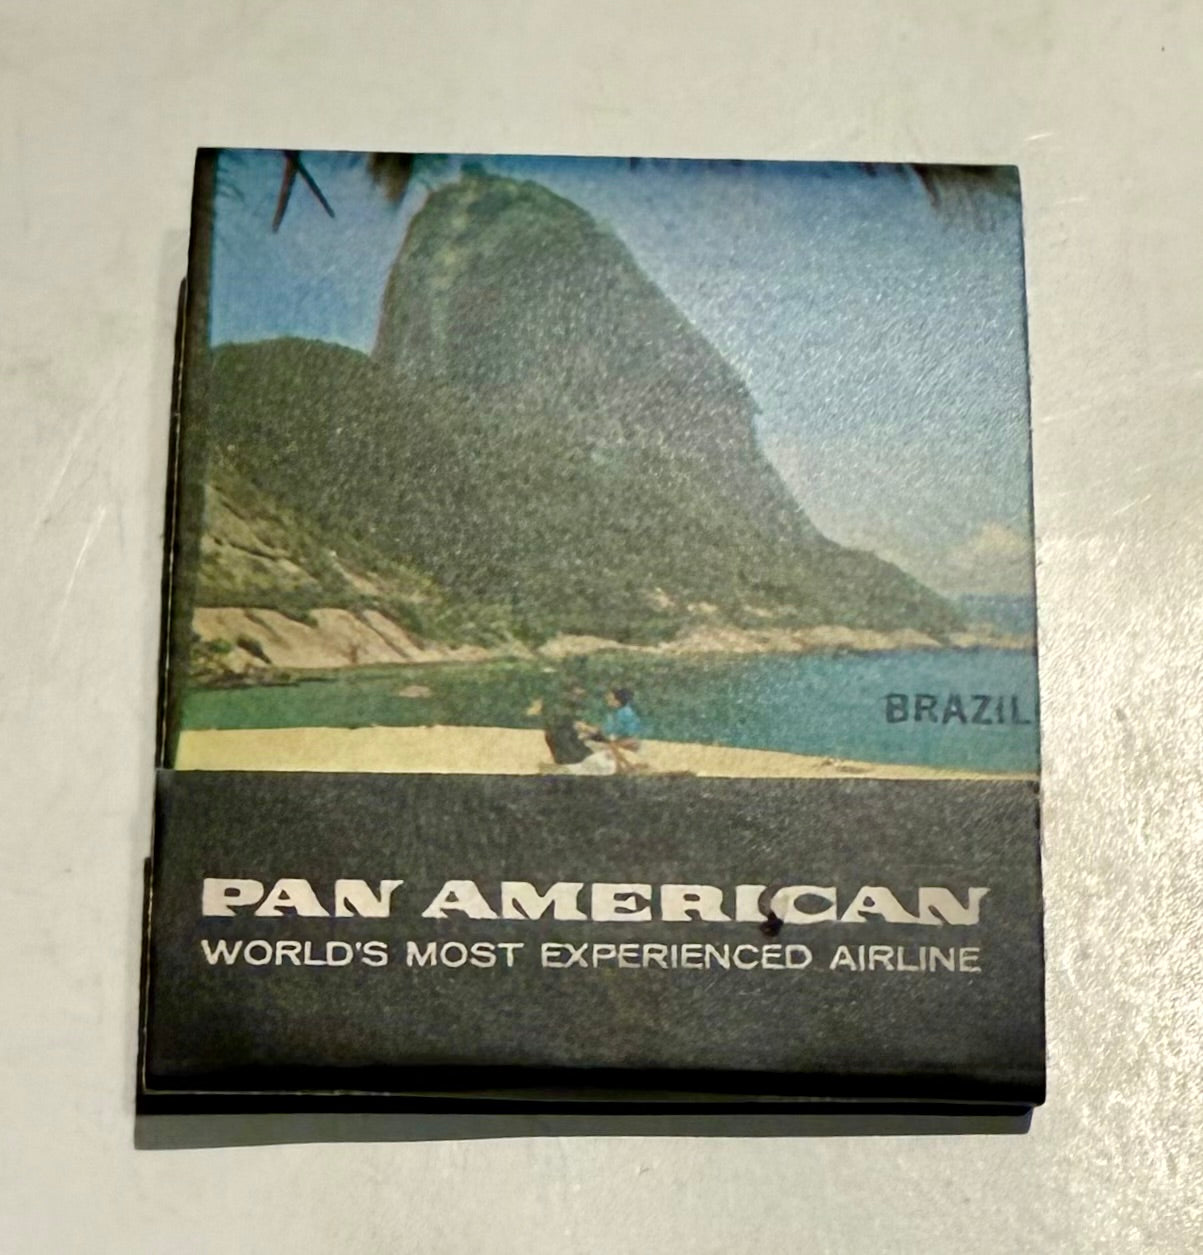 BRAZIL
PAN AMERICAN
WORLD'S MOST EXPERIENCED AIRLINE